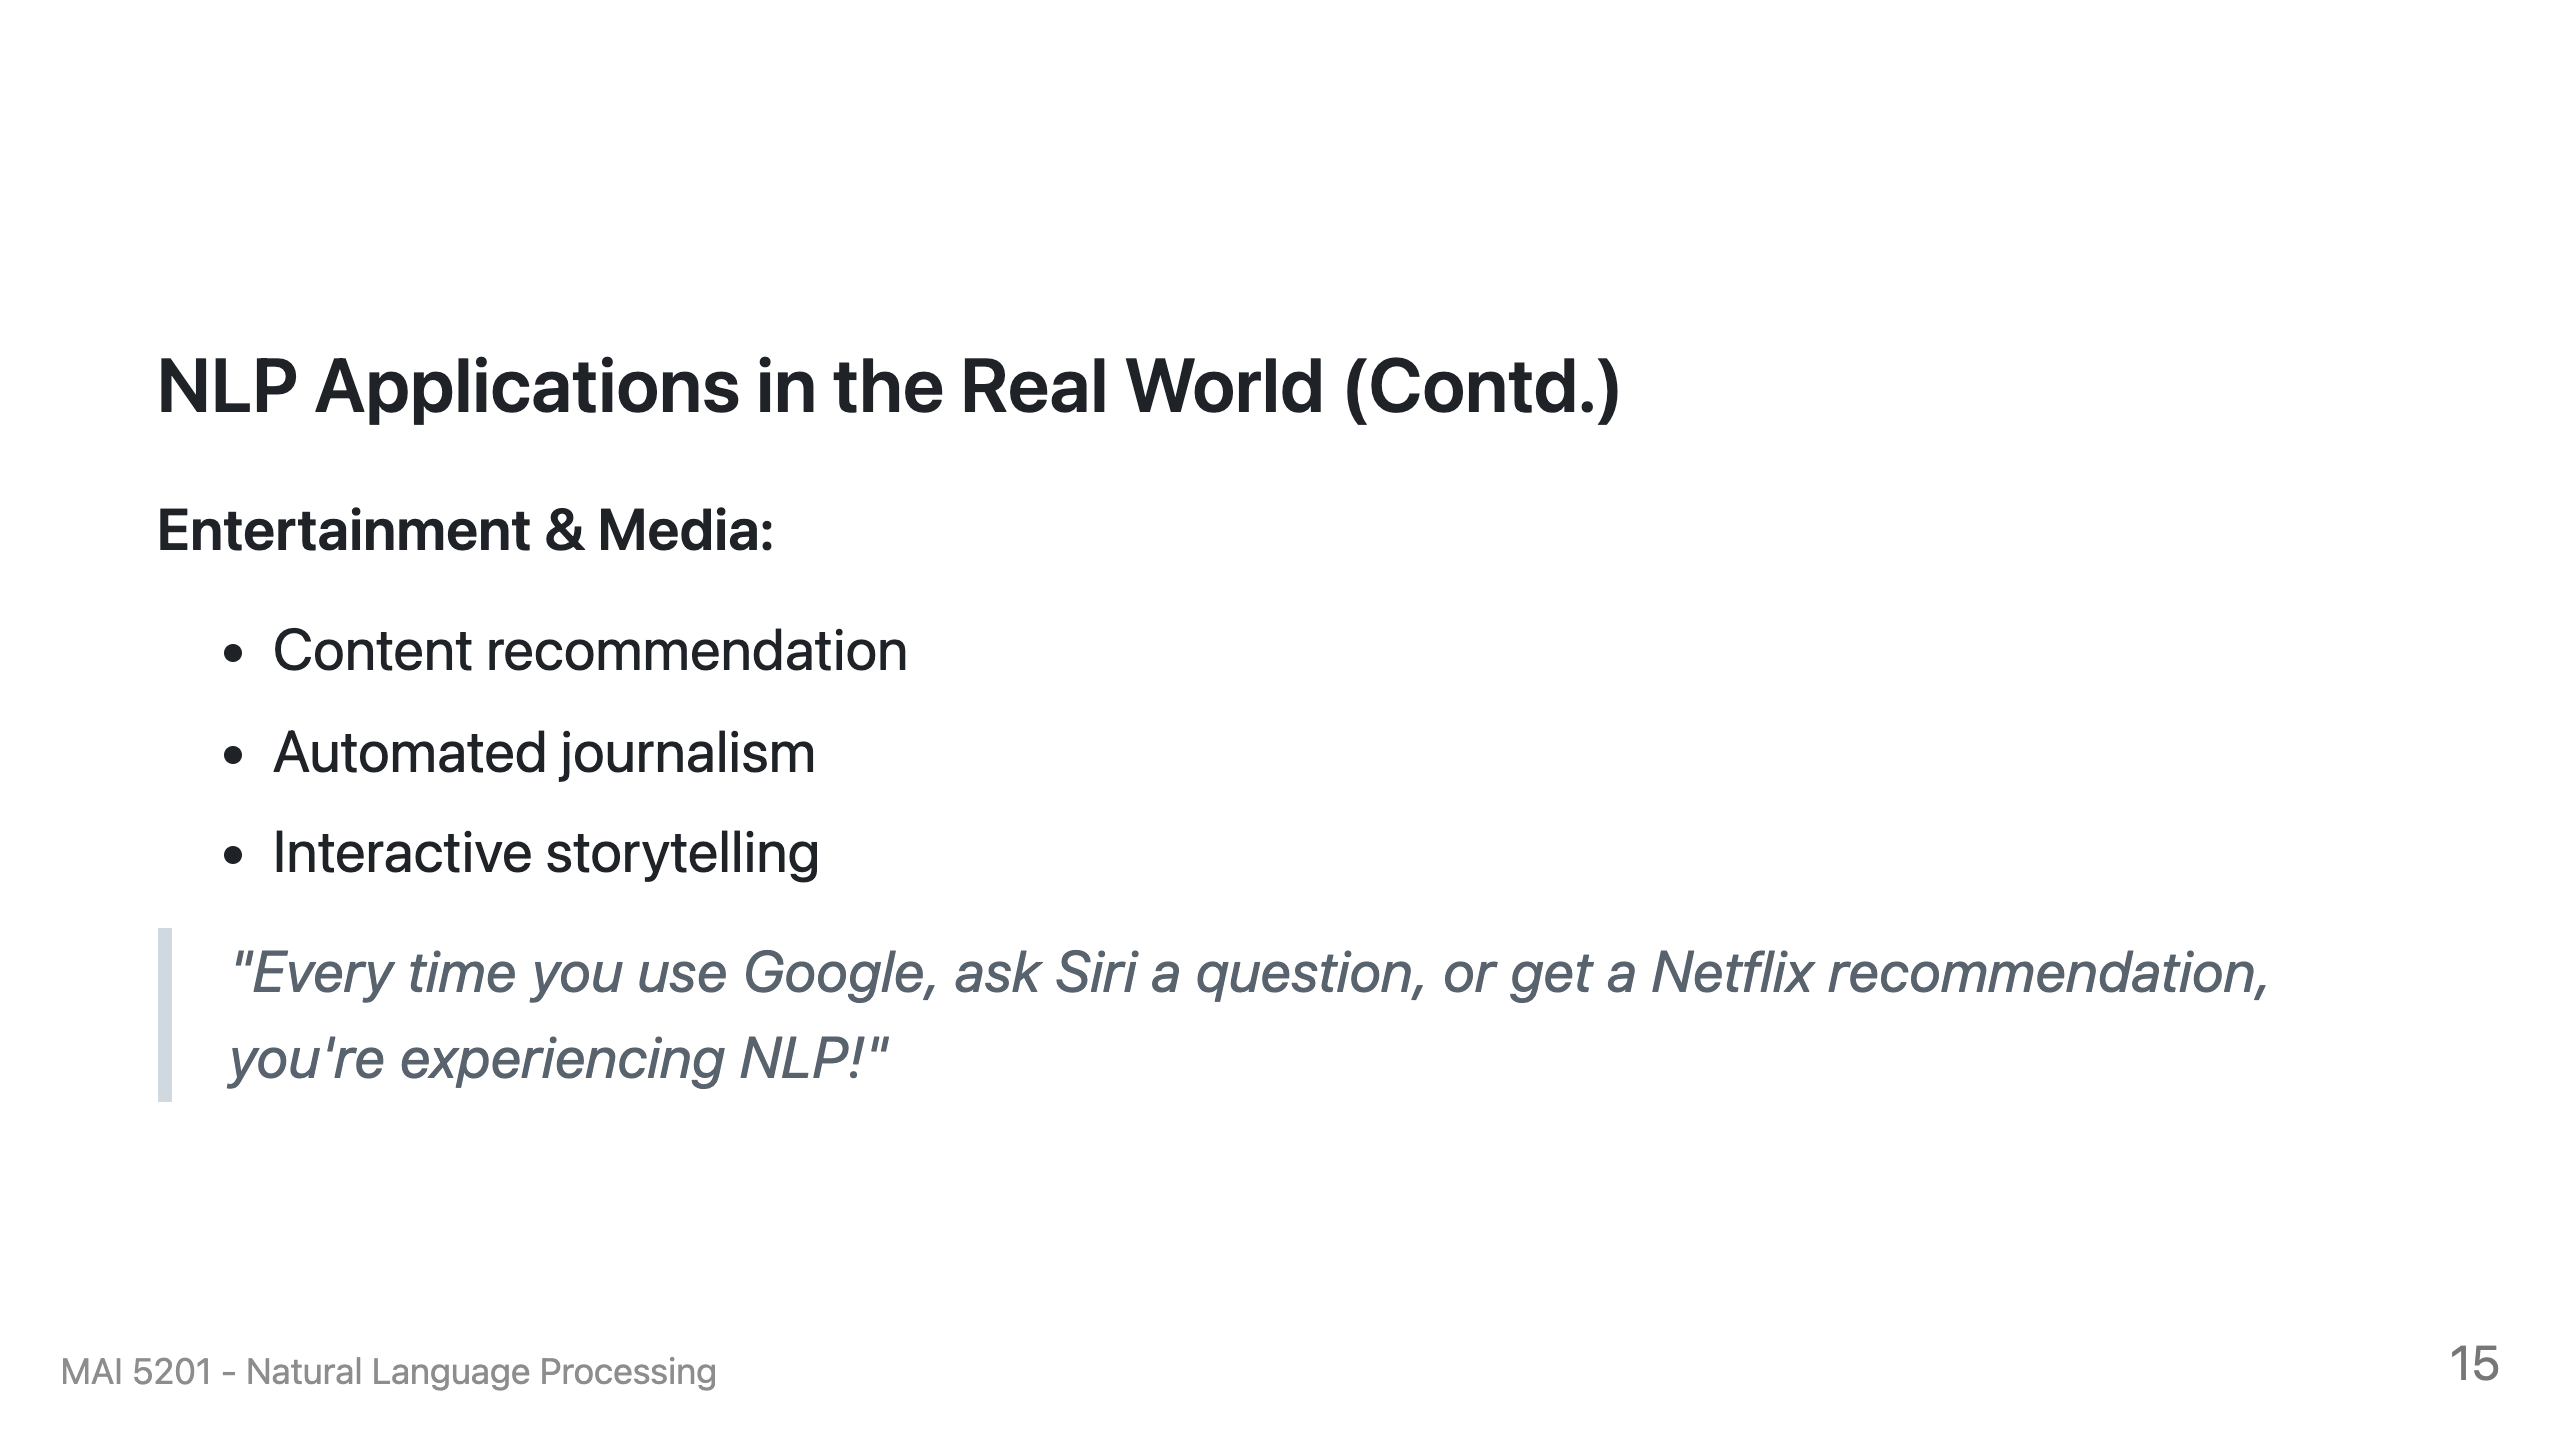 NLP Applications in the Real World (Contd.)
Entertainment & Media:
• Content recommendation
• Automated journalism
• Interactive storytelling
"Every time you use Google, ask Siri a question, or get a Netflix recommendation,
you're experiencing NLP!"
MAI 5201 - Natural Language Processing
15